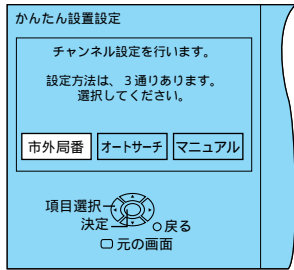 かんたん設置設定
チャンネル設定を行います。
設定方法は、3通りあります。
選択してください。
市外局番 オートサーチ マニュアル
項目選択
決定 戻る
元の画面